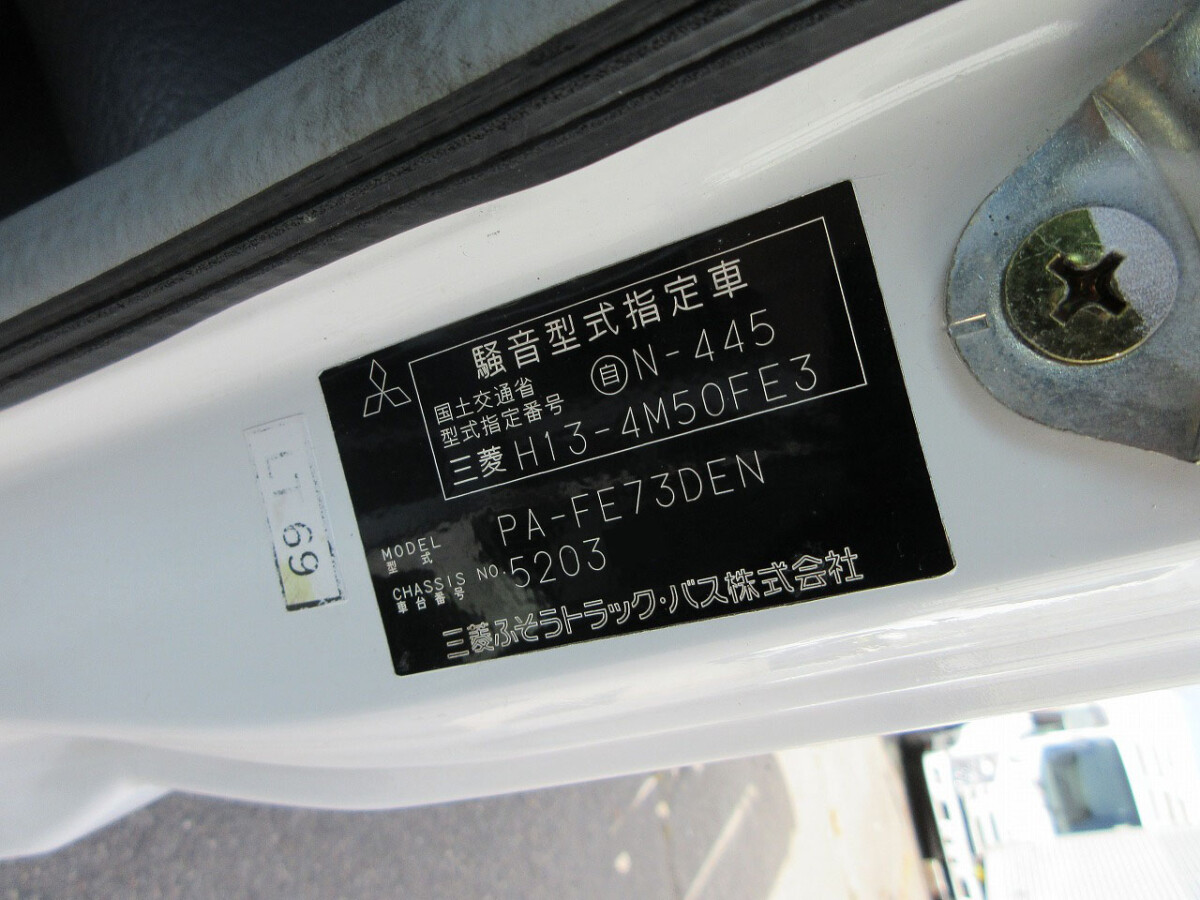 騒音型式指定車
国土交通省
型式指定番号
自N-445
三菱 H13-4M50FE3
MODEL
型式
PA-FE73DEN
CHASSIS NO.
車台番号
5203
三菱ふそうトラック・バス株式会社
LT 69